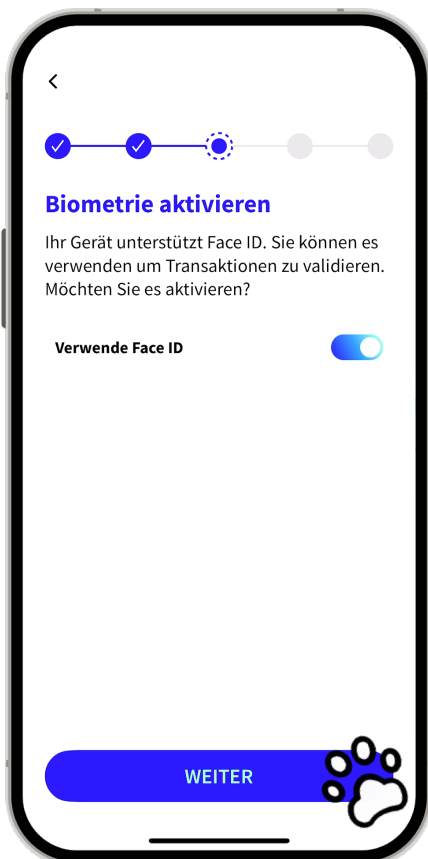 Biometrie aktivieren
Ihr Gerät unterstützt Face ID. Sie können es
verwenden um Transaktionen zu validieren.
Möchten Sie es aktivieren?
Verwende Face ID
WEITER